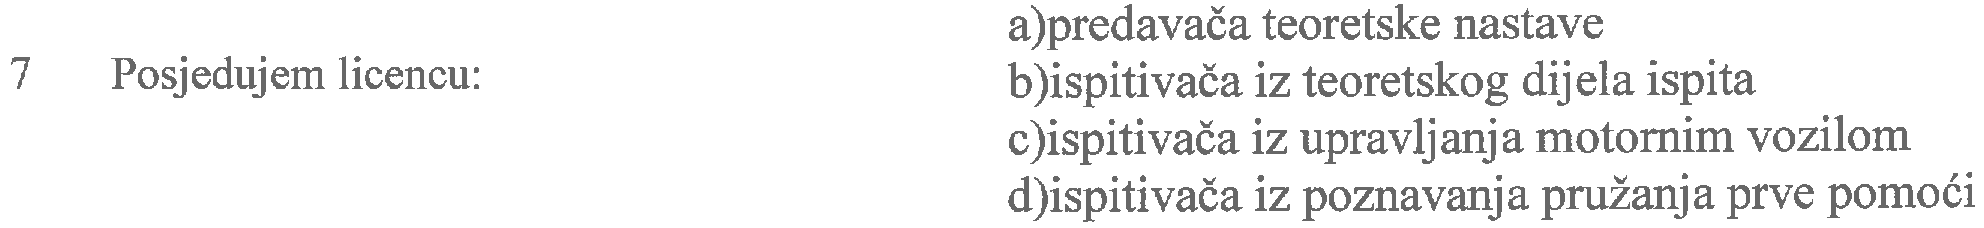 7 Posjedujem licencu:
a)predavača teoretske nastave
b)ispitivača iz teoretskog dijela ispita
c)ispitivača iz upravljanja motornim vozilom
d)ispitivača iz poznavanja pružanja prve pomoći